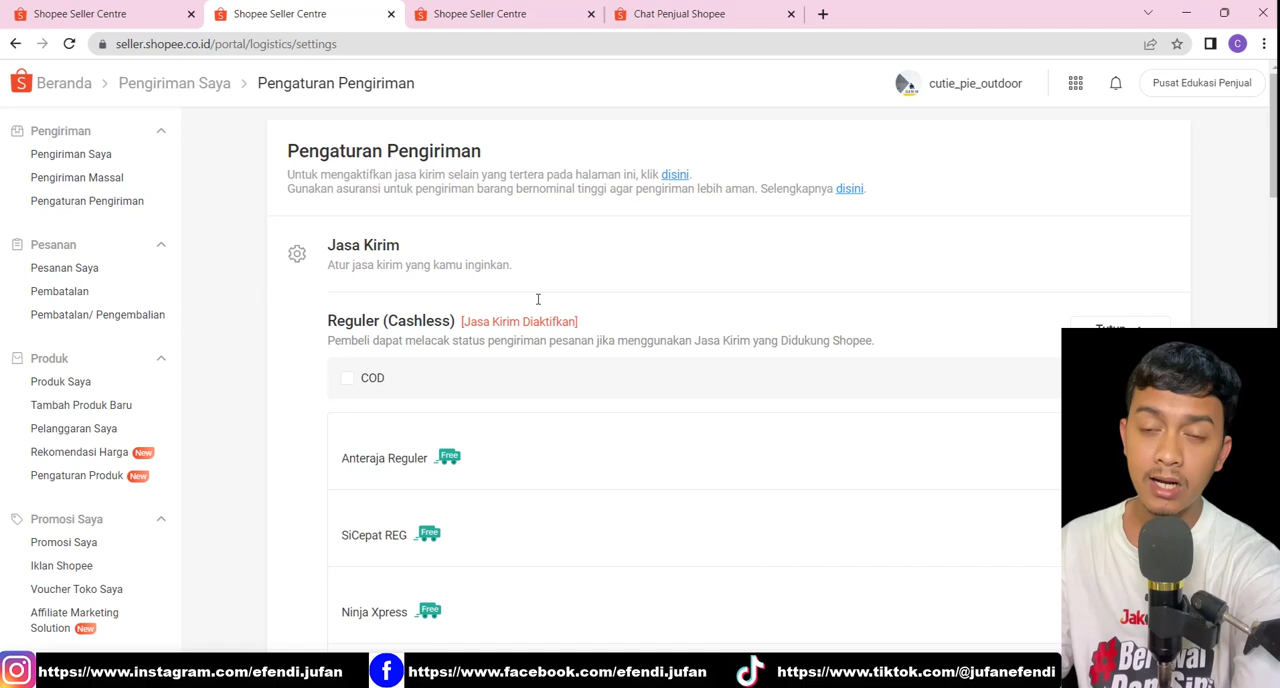 Shopee Seller Centre
Shopee Seller Centre
Shopee Seller Centre
Chat Penjual Shopee
seller.shopee.co.id/portal/logistics/settings
C
Beranda > Pengiriman Saya > Pengaturan Pengiriman
cutie_pie_outdoor
Pusat Edukasi Penjual
Pengiriman
Pengiriman Saya
Pengiriman Massal
Pengaturan Pengiriman
Pesanan
Pesanan Saya
Pembatalan
Pembatalan/ Pengembalian
Produk
Produk Saya
Tambah Produk Baru
Pelanggaran Saya
Rekomendasi Harga New
Pengaturan Produk New
Promosi Saya
Promosi Saya
Iklan Shopee
Voucher Toko Saya
Affiliate Marketing
Solution New
Pengaturan Pengiriman
Untuk mengaktifkan jasa kirim selain yang tertera pada halaman ini, klik disini.
Gunakan asuransi untuk pengiriman barang bernominal tinggi agar pengiriman lebih aman. Selengkapnya disini.
Jasa Kirim
Atur jasa kirim yang kamu inginkan.
Reguler (Cashless) [Jasa Kirim Diaktifkan]
Tutup
Pembeli dapat melacak status pengiriman pesanan jika menggunakan Jasa Kirim yang Didukung Shopee.
COD
Anteraja Reguler Free
SiCepat REG Free
Ninja Xpress Free
https://www.instagram.com/efendi.jufan
https://www.facebook.com/efendi.jufan
https://www.tiktok.com/@jufanefendi